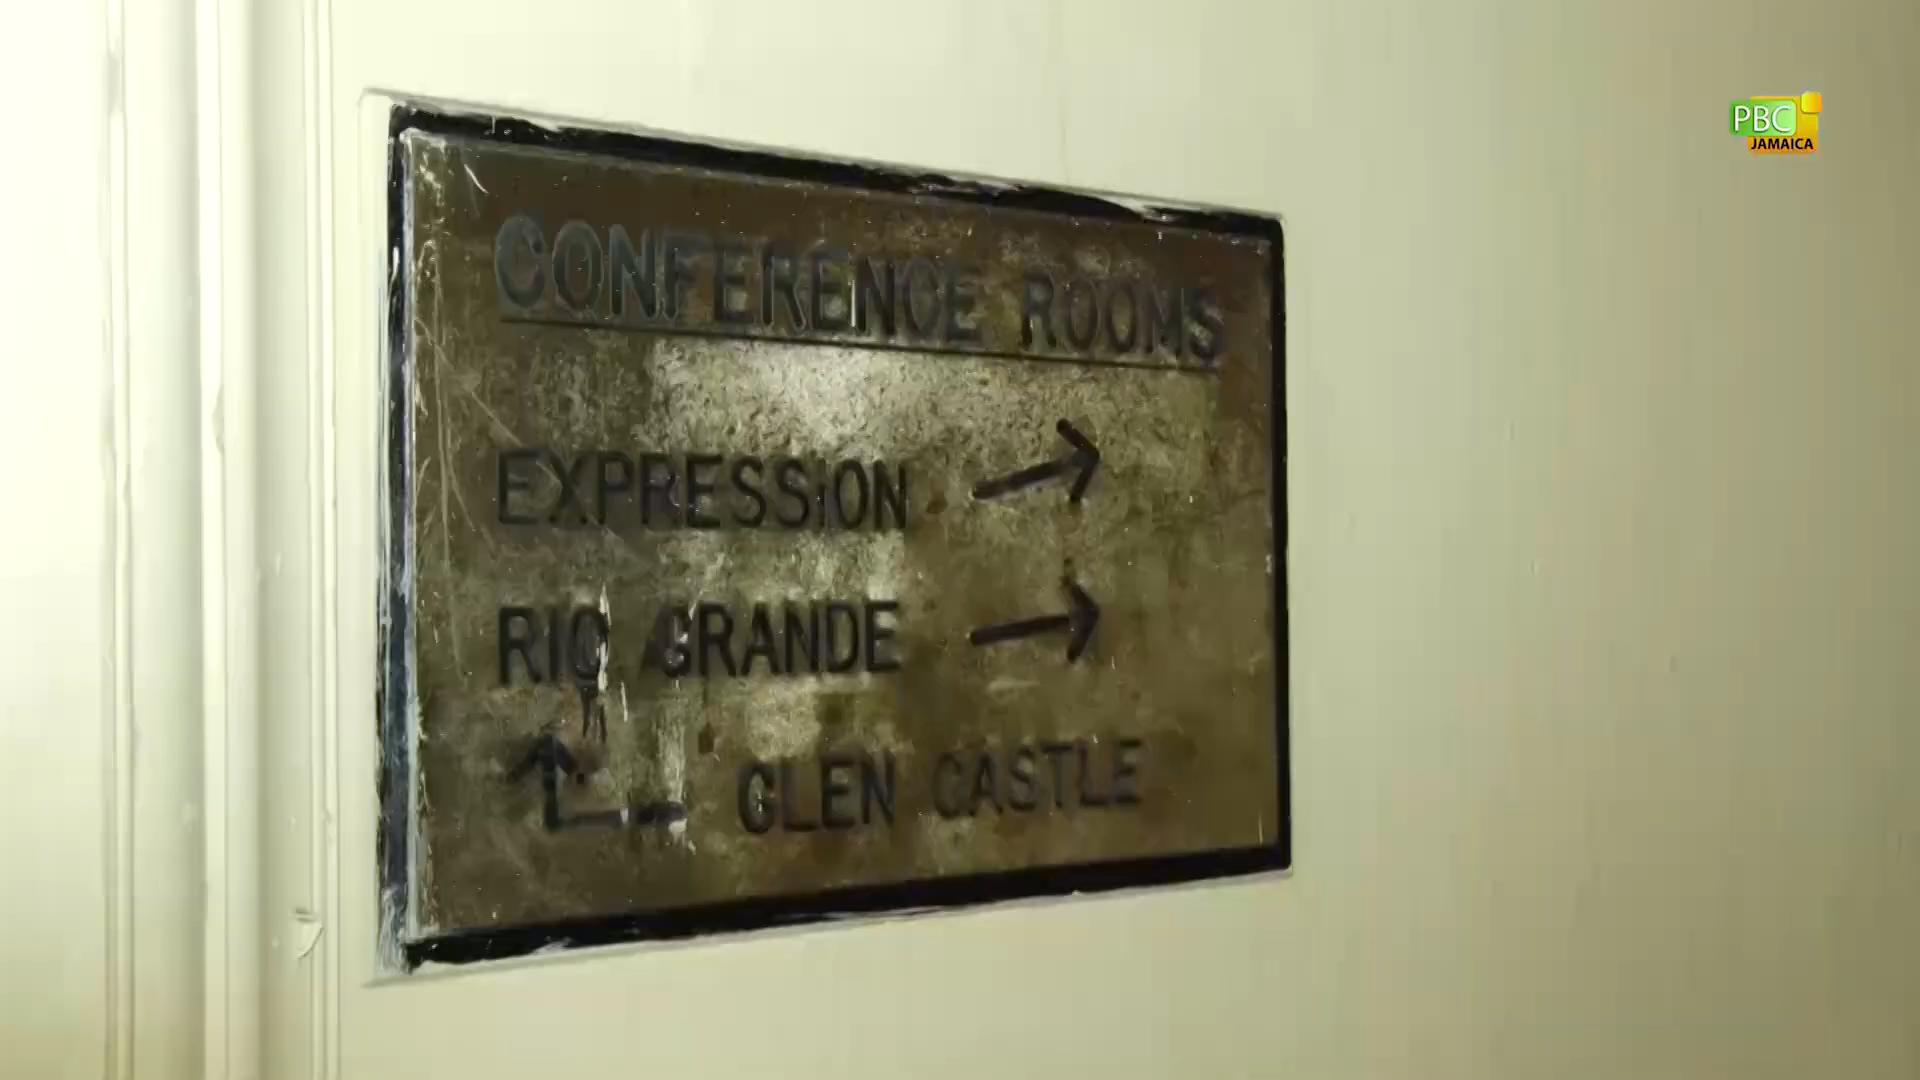 PBC
JAMAICA
CONFERENCE ROOMS
EXPRESSION →
RIO GRANDE →
↰ GLEN CASTLE